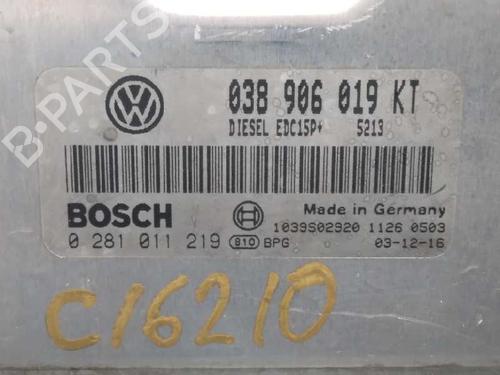 038 906 019 KT
DIESEL EDC15P+ 5213
BOSCH
Made in Germany
1039S02920 1126 0503
0 281 011 219 810 BPG 03-12-16
C16210